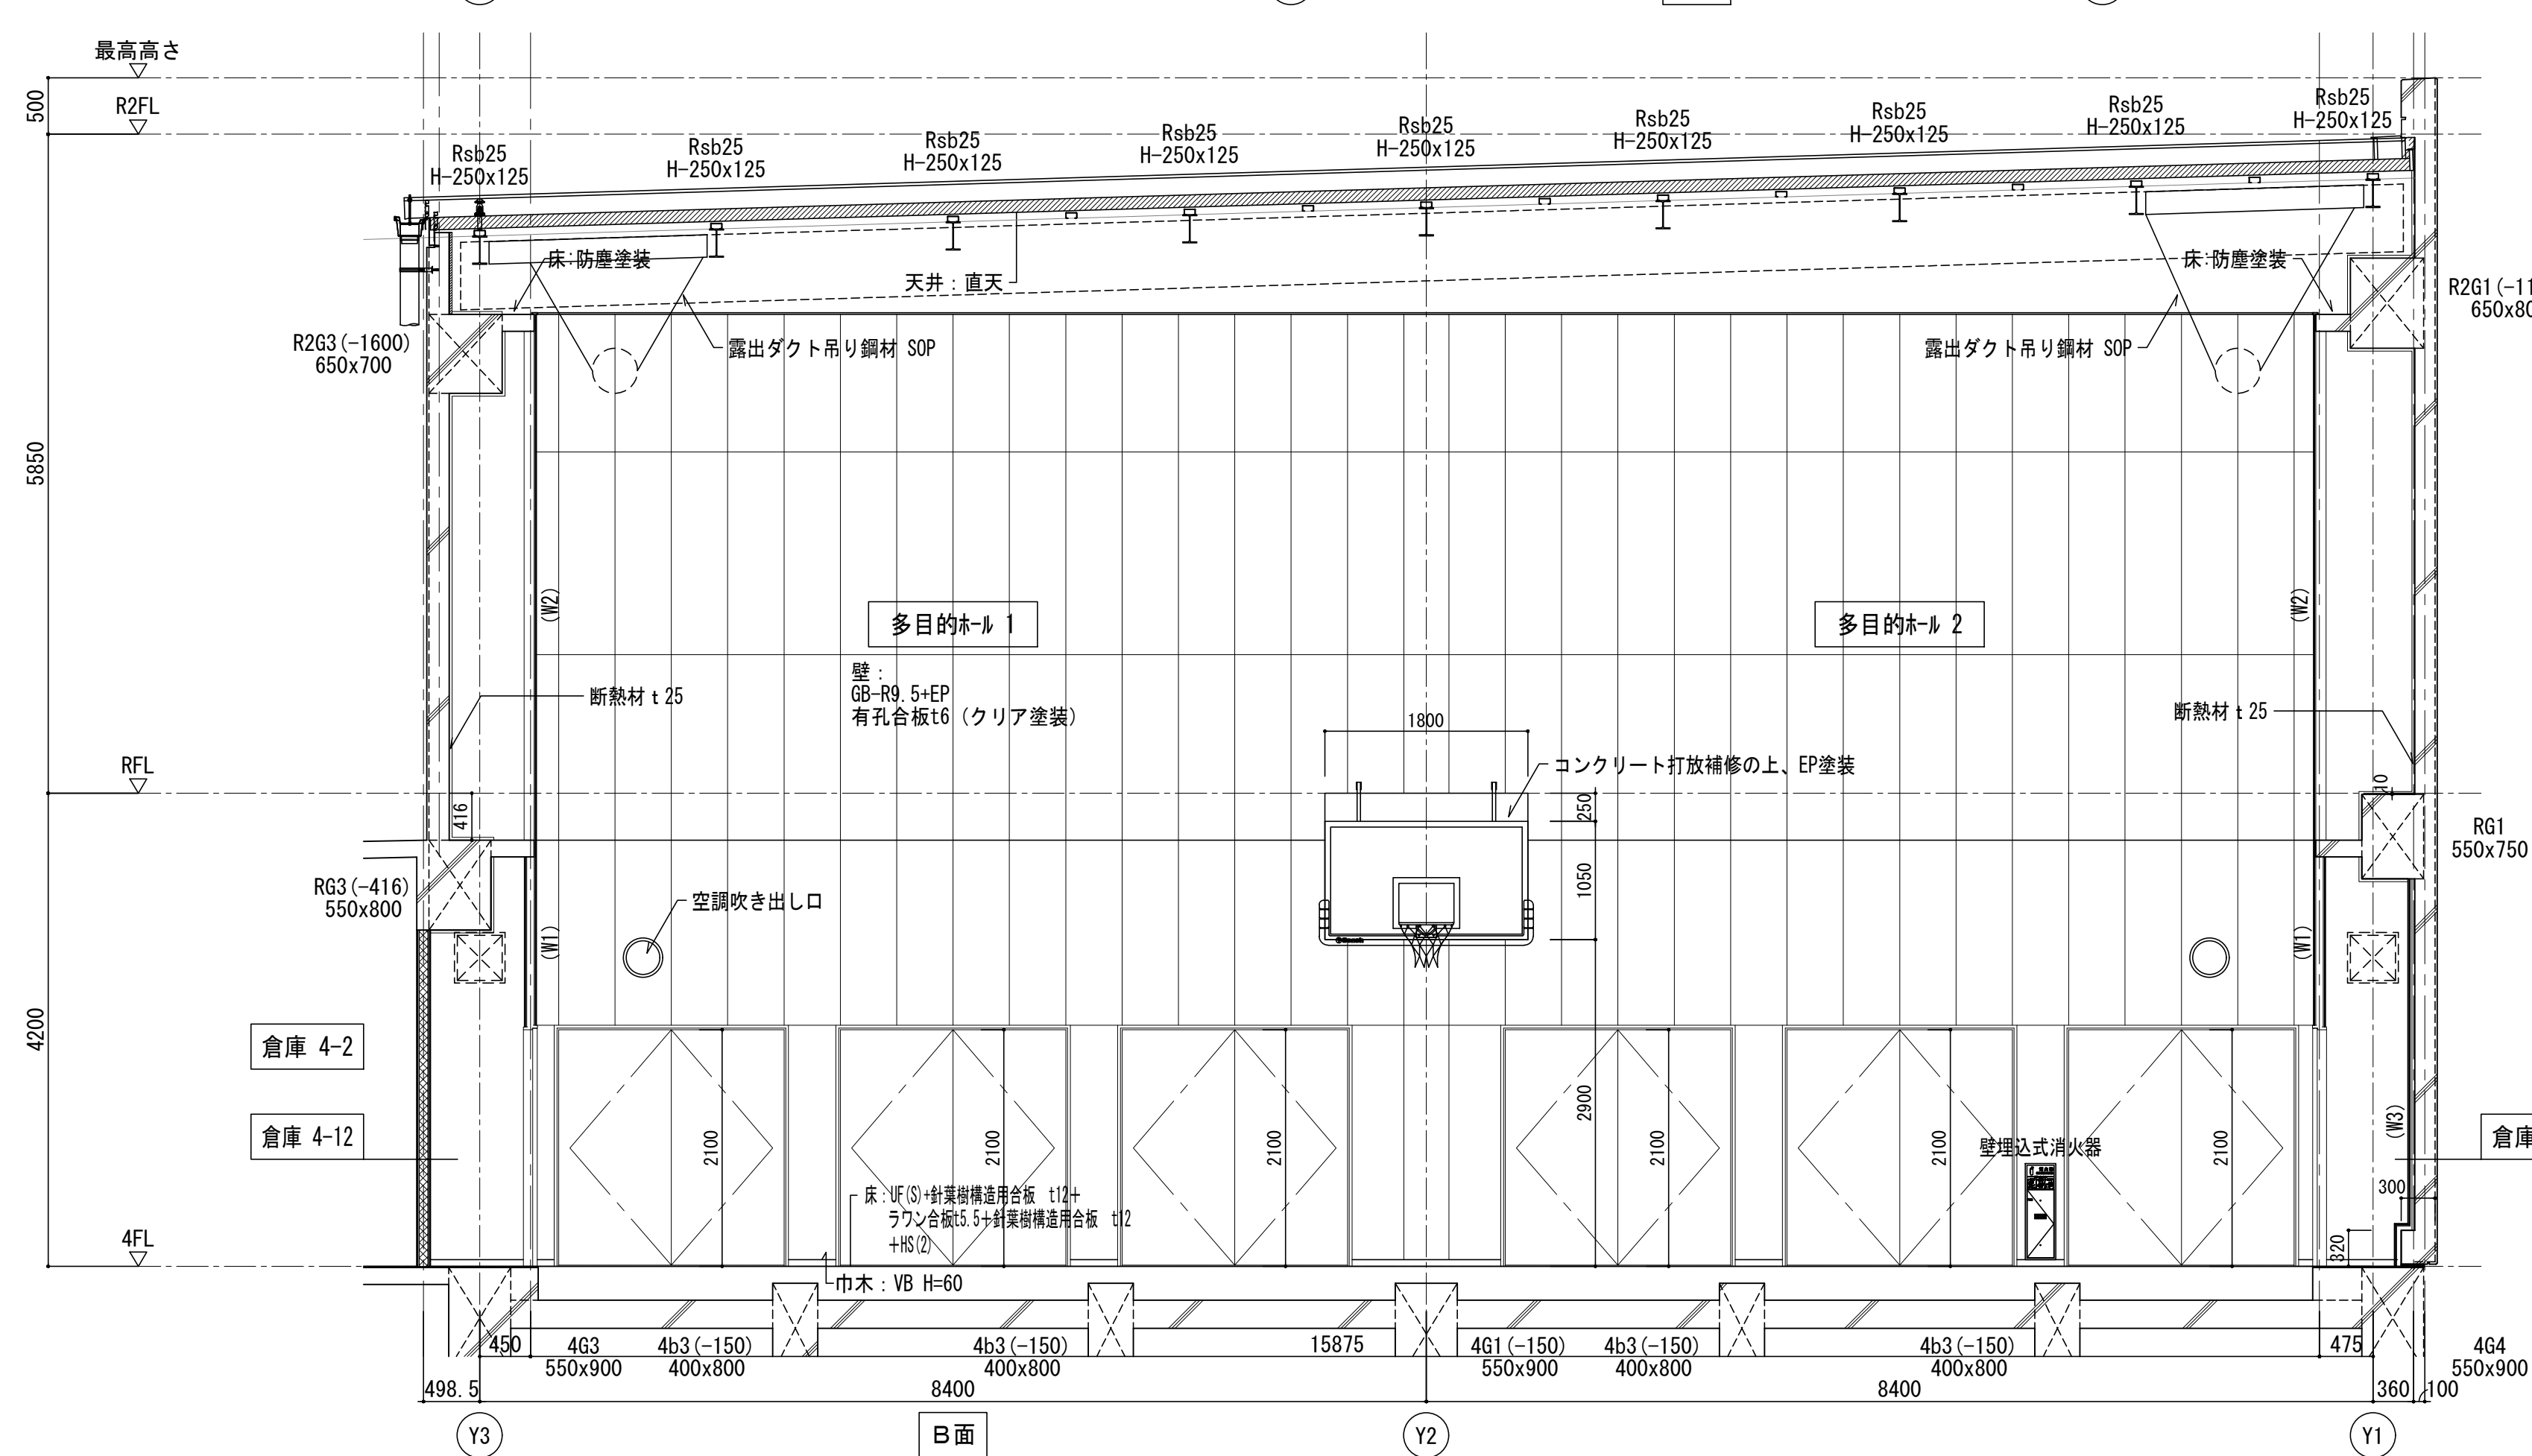 最高高さ
500
R2FL
Rsb25
H-250x125
Rsb25
H-250x125
Rsb25
H-250x125
Rsb25
H-250x125
Rsb25
H-250x125
Rsb25
H-250x125
Rsb25
H-250x125
Rsb25
H-250x125
Rsb25
H-250x125
床:防塵塗装
天井:直天
床:防塵塗装
R2G3(-1600)
650x700
露出ダクト吊り鋼材 SOP
露出ダクト吊り鋼材 SOP
R2G1(-11
650x80
5850
(W2)
多目的ホール 1
多目的ホール 2
(W2)
壁:
GB-R9.5+EP
有孔合板t6 (クリア塗装)
断熱材 t 25
断熱材 t 25
1800
コンクリート打放補修の上、EP塗装
RFL
416
250
10
RG1
550x750
RG3(-416)
550x800
1050
空調吹き出し口
(W1)
(W1)
4200
倉庫 4-2
倉庫 4-12
2100
2100
2100
2900
2100
2100
2100
壁埋込式消火器
(W3)
倉庫
300
320
床:UF(S)+針葉樹構造用合板 t12+
ラワン合板t5.5+針葉樹構造用合板 t12
+HS(2)
4FL
巾木:VB H=60
450
4G3
550x900
4b3(-150)
400x800
4b3(-150)
400x800
15875
4G1(-150)
550x900
4b3(-150)
400x800
4b3(-150)
400x800
475
4G4
550x900
498.5
8400
8400
360
100
Y3
B面
Y2
Y1